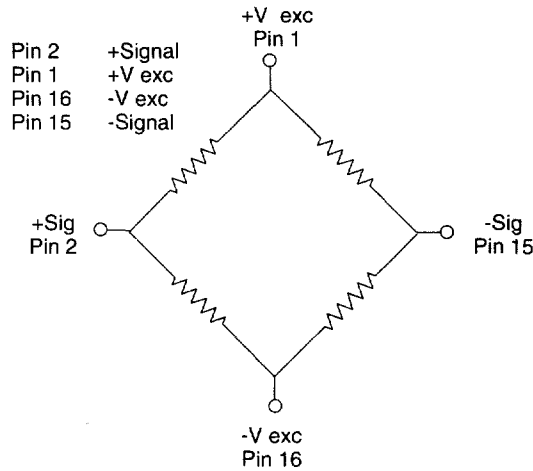 +V exc
Pin 1
Pin 2 +Signal
Pin 1 +V exc
Pin 16 -V exc
Pin 15 -Signal
+Sig
Pin 2
-Sig
Pin 15
-V exc
Pin 16